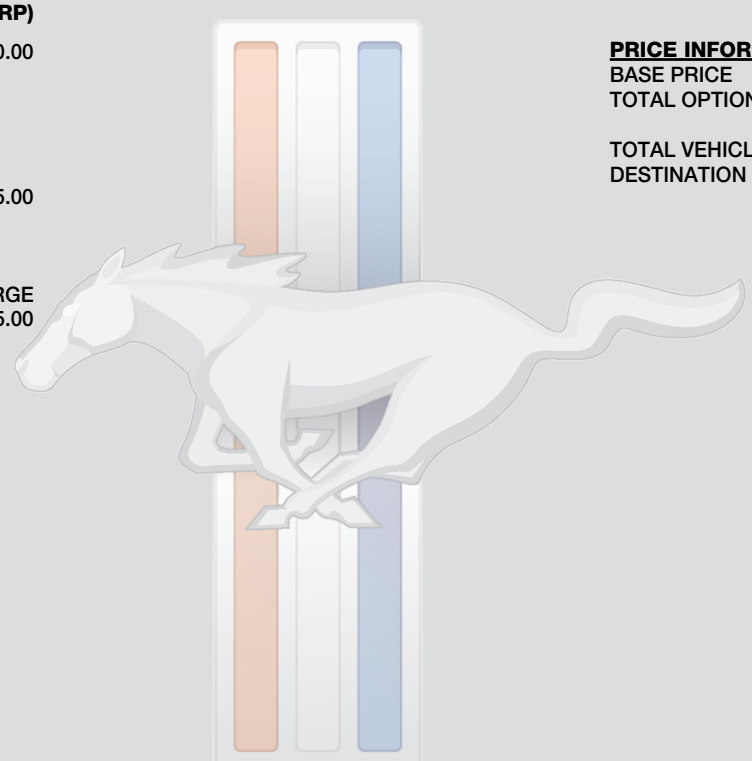 RP)
0.00
5.00
RGE
5.00
PRICE INFOR
BASE PRICE
TOTAL OPTION
TOTAL VEHICL
DESTINATION